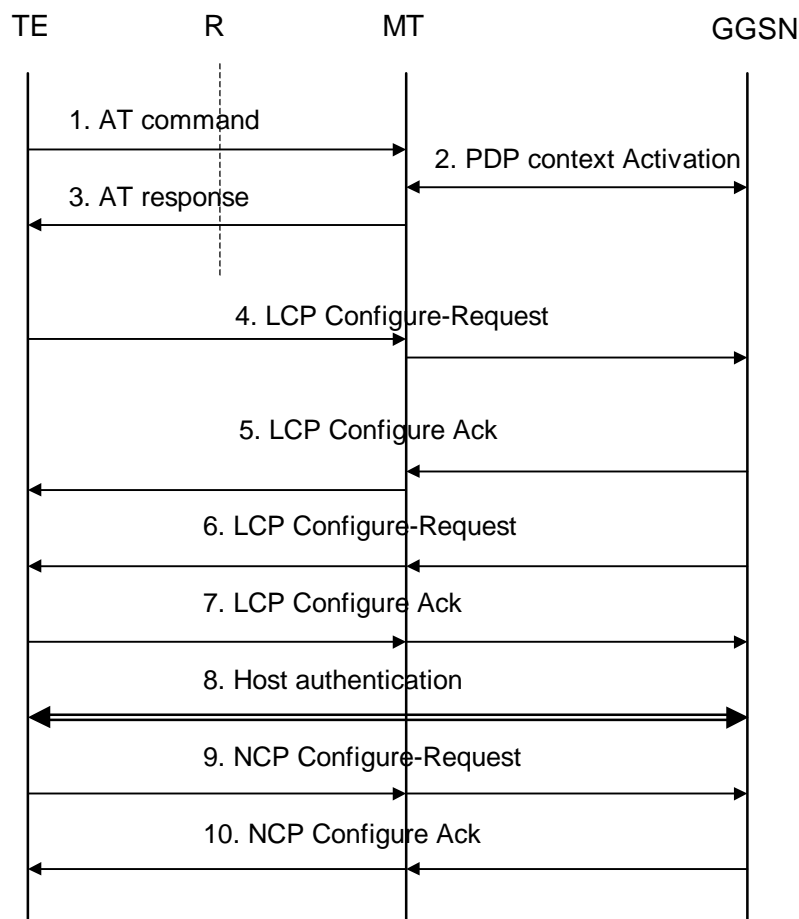 TE R MT GGSN
1. AT command
2. PDP context Activation
3. AT response
4. LCP Configure-Request
5. LCP Configure Ack
6. LCP Configure-Request
7. LCP Configure Ack
8. Host authentication
9. NCP Configure-Request
10. NCP Configure Ack